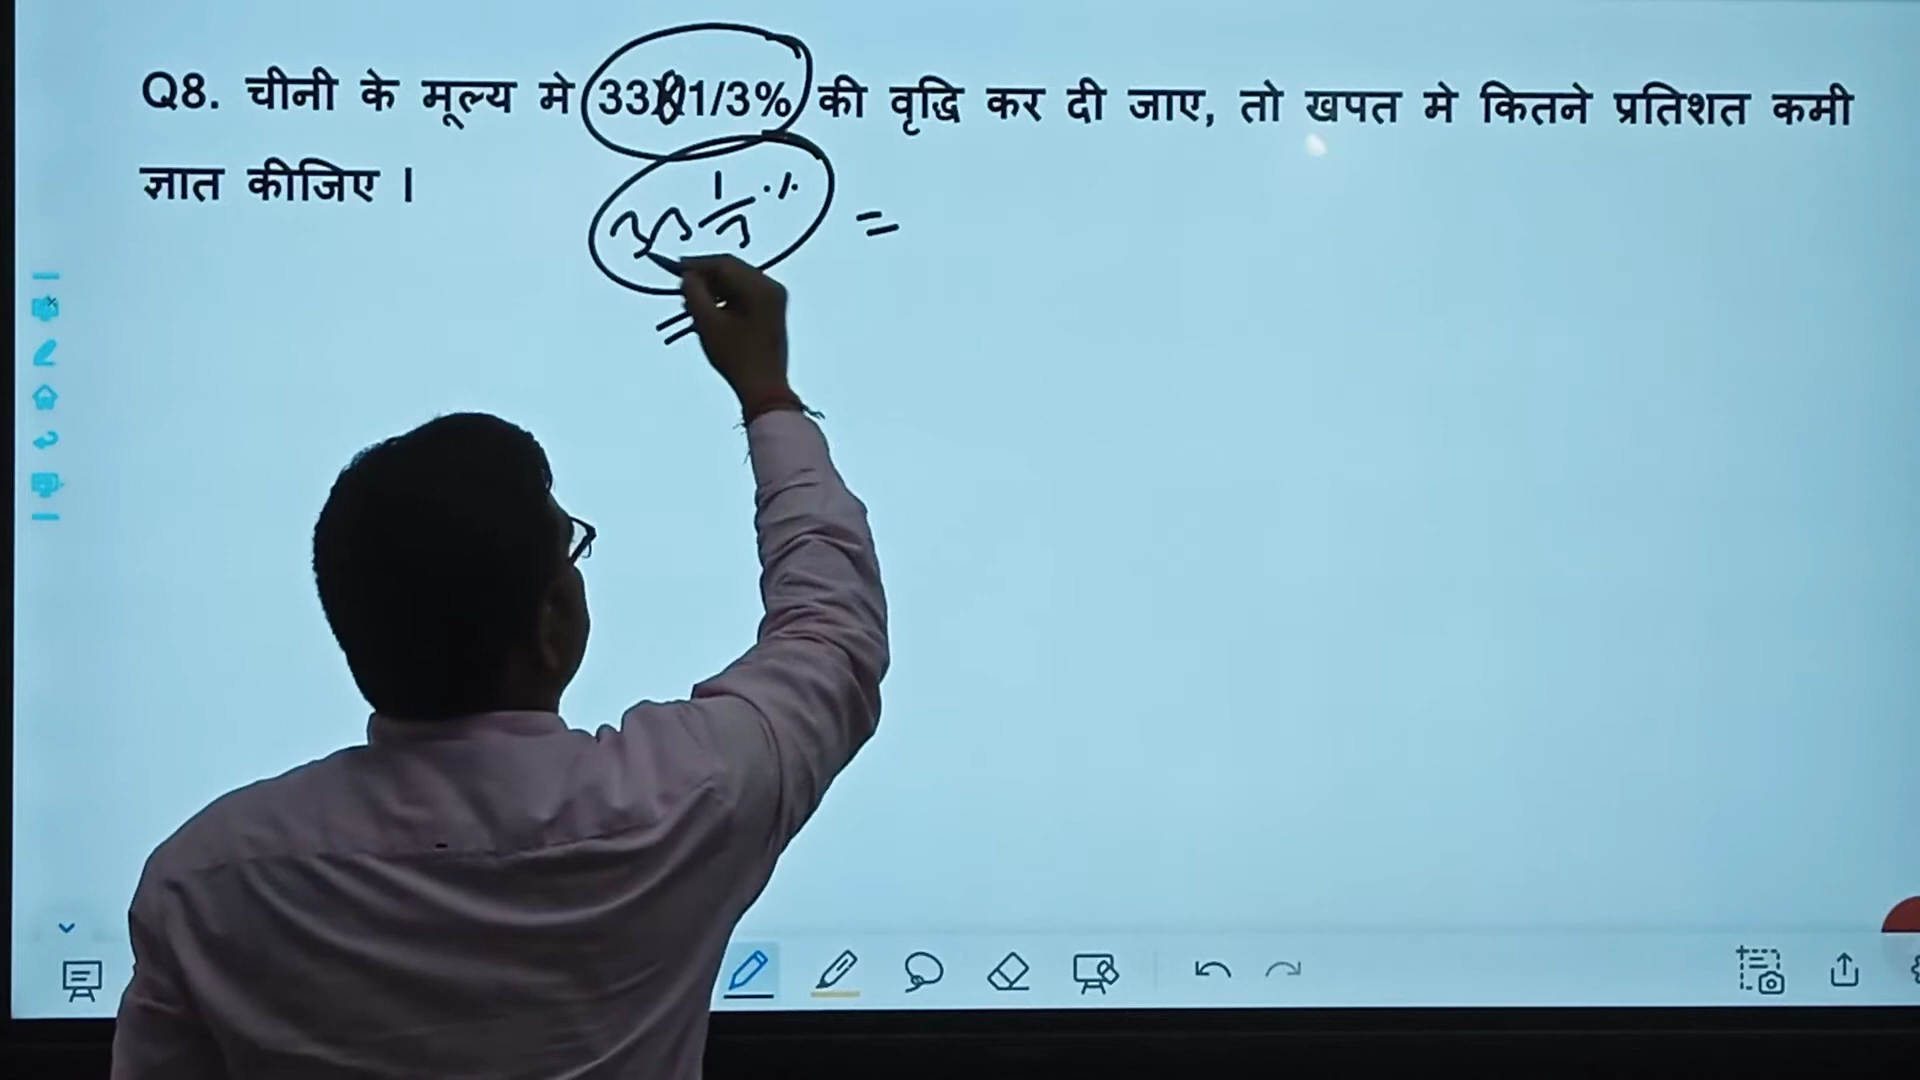 Q8. चीनी के मूल्य मे 33 1/3% की वृद्धि कर दी जाए, तो खपत मे कितने प्रतिशत कमी
ज्ञात कीजिए ।
33 1/3 % =
=